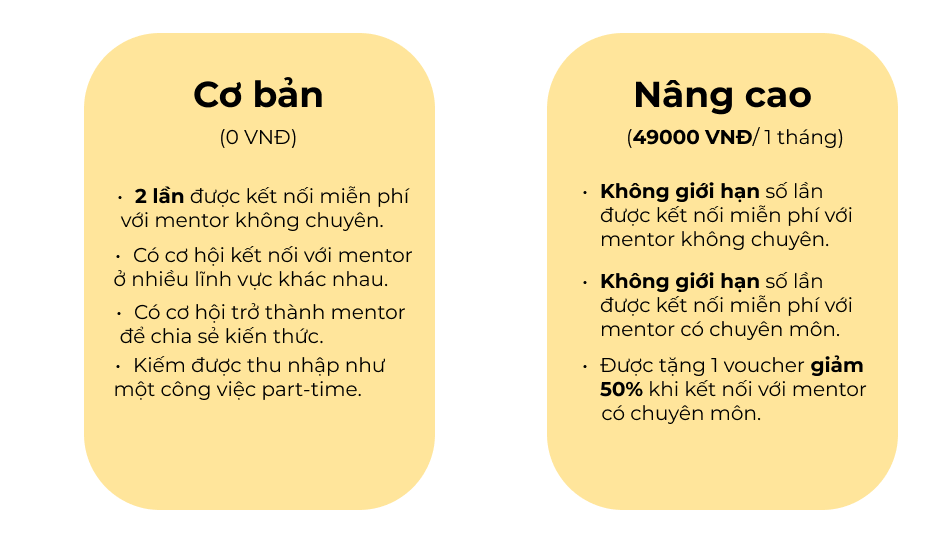 Cơ bản
(0 VNĐ)
• 2 lần được kết nối miễn phí
với mentor không chuyên.
• Có cơ hội kết nối với mentor
ở nhiều lĩnh vực khác nhau.
• Có cơ hội trở thành mentor
để chia sẻ kiến thức.
• Kiếm được thu nhập như
một công việc part-time.
Nâng cao
(49000 VNĐ/ 1 tháng)
• Không giới hạn số lần
được kết nối miễn phí với
mentor không chuyên.
• Không giới hạn số lần
được kết nối miễn phí với
mentor có chuyên môn.
• Được tặng 1 voucher giảm
50% khi kết nối với mentor
có chuyên môn.